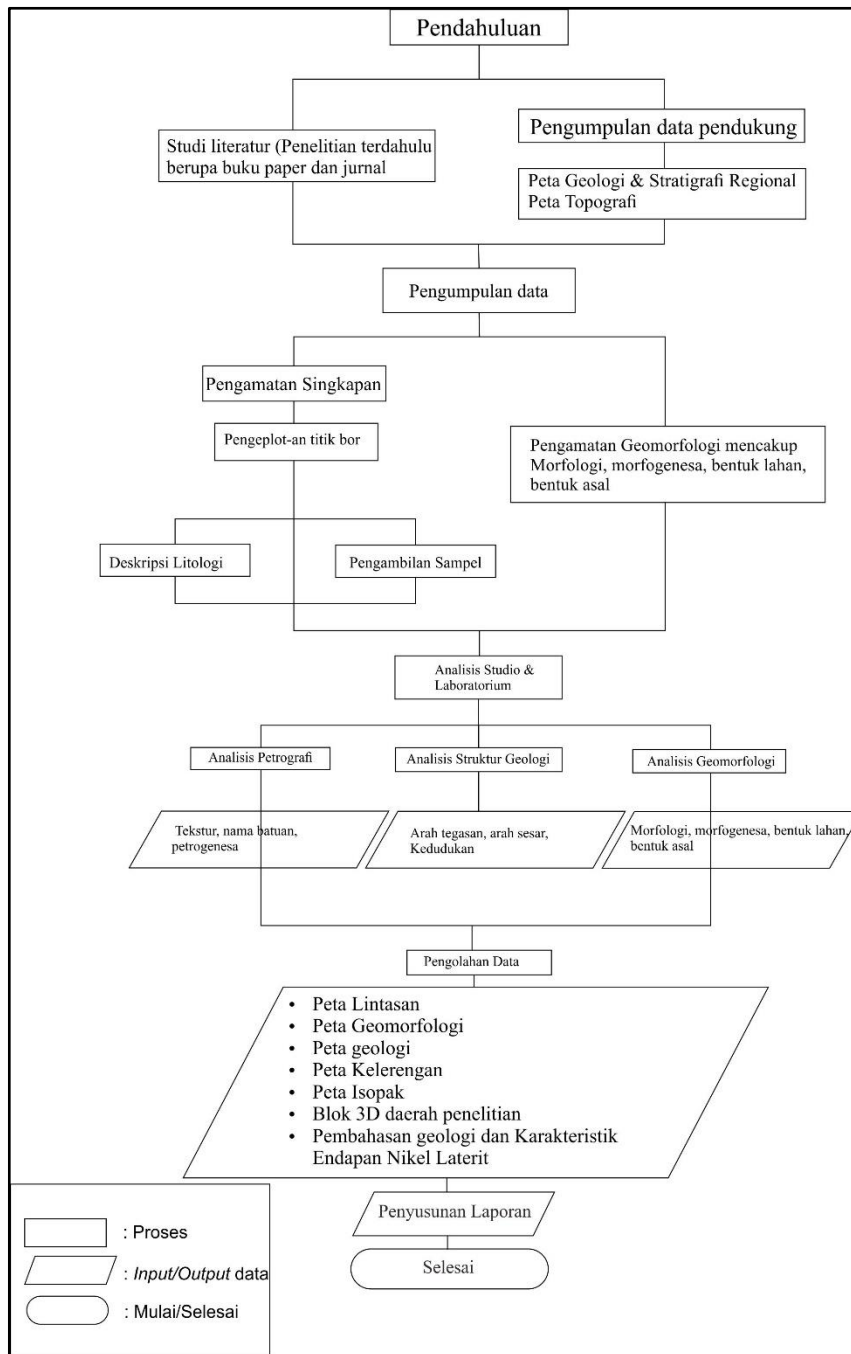 Pendahuluan
Studi literatur (Penelitian terdahulu
berupa buku paper dan jurnal
Pengumpulan data pendukung
Peta Geologi & Stratigrafi Regional
Peta Topografi
Pengumpulan data
Pengamatan Singkapan
Pengeplot-an titik bor
Pengamatan Geomorfologi mencakup
Morfologi, morfogenesa, bentuk lahan,
bentuk asal
Deskripsi Litologi
Pengambilan Sampel
Analisis Studio &
Laboratorium
Analisis Petrografi
Analisis Struktur Geologi
Analisis Geomorfologi
Tekstur, nama batuan,
petrogenesa
Arah tegasan, arah sesar,
Kedudukan
Morfologi, morfogenesa, bentuk lahan,
bentuk asal
Pengolahan Data
• Peta Lintasan
• Peta Geomorfologi
• Peta geologi
• Peta Kelerengan
• Peta Isopak
• Blok 3D daerah penelitian
• Pembahasan geologi dan Karakteristik
Endapan Nikel Laterit
Penyusunan Laporan
Selesai
: Proses
: Input/Output data
: Mulai/Selesai